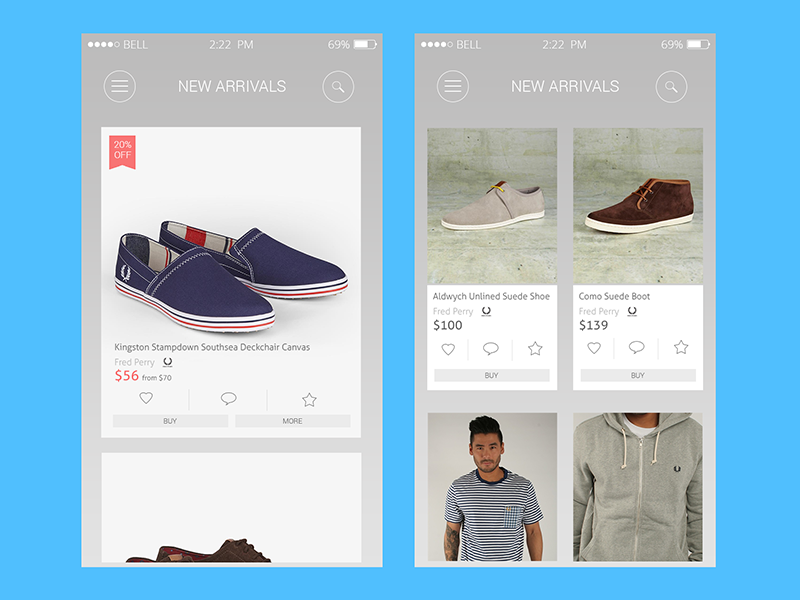 BELL 2:22 PM 69%
NEW ARRIVALS
20%
OFF
Kingston Stampdown Southsea Deckchair Canvas
Fred Perry
$56 from $70
BUY MORE
BELL 2:22 PM 69%
NEW ARRIVALS
Aldwych Unlined Suede Shoe
Fred Perry
$100
BUY
Como Suede Boot
Fred Perry
$139
BUY